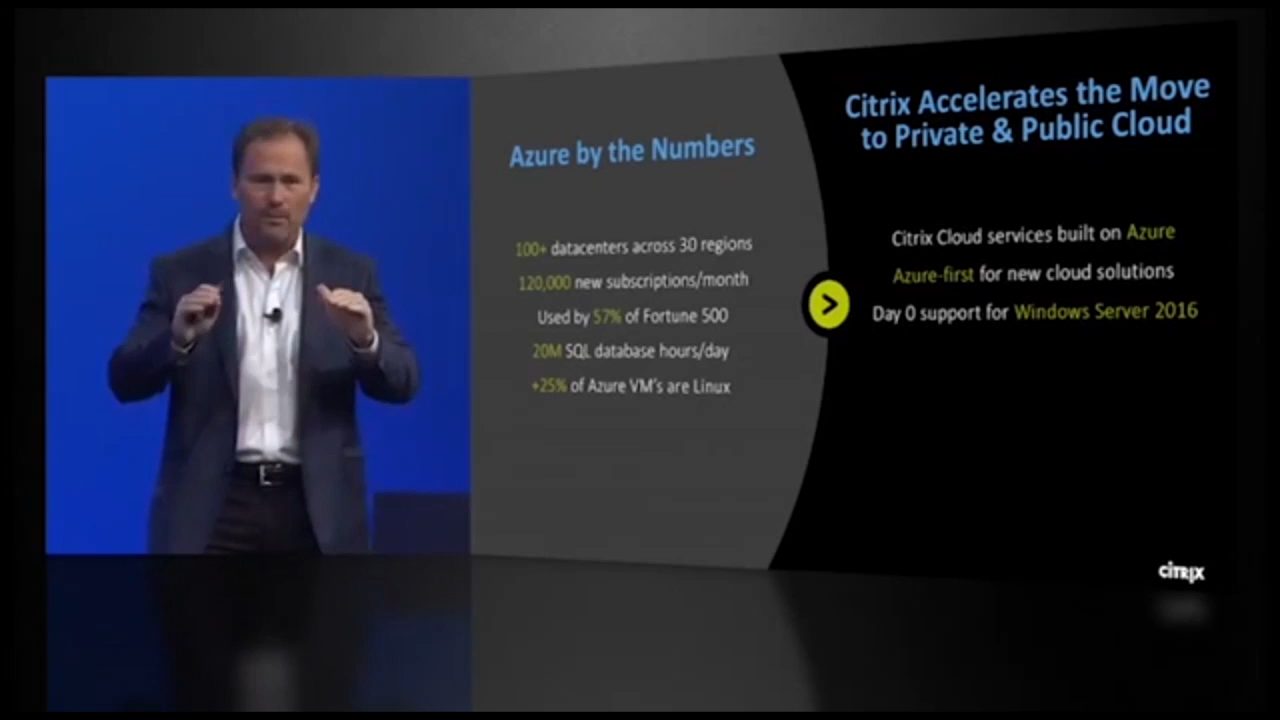 Azure by the Numbers
100+ datacenters across 30 regions
120,000 new subscriptions/month
Used by 57% of Fortune 500
20M SQL database hours/day
+25% of Azure VM's are Linux
Citrix Accelerates the Move
to Private & Public Cloud
Citrix Cloud services built on Azure
Azure-first for new cloud solutions
Day 0 support for Windows Server 2016
CİTRIX